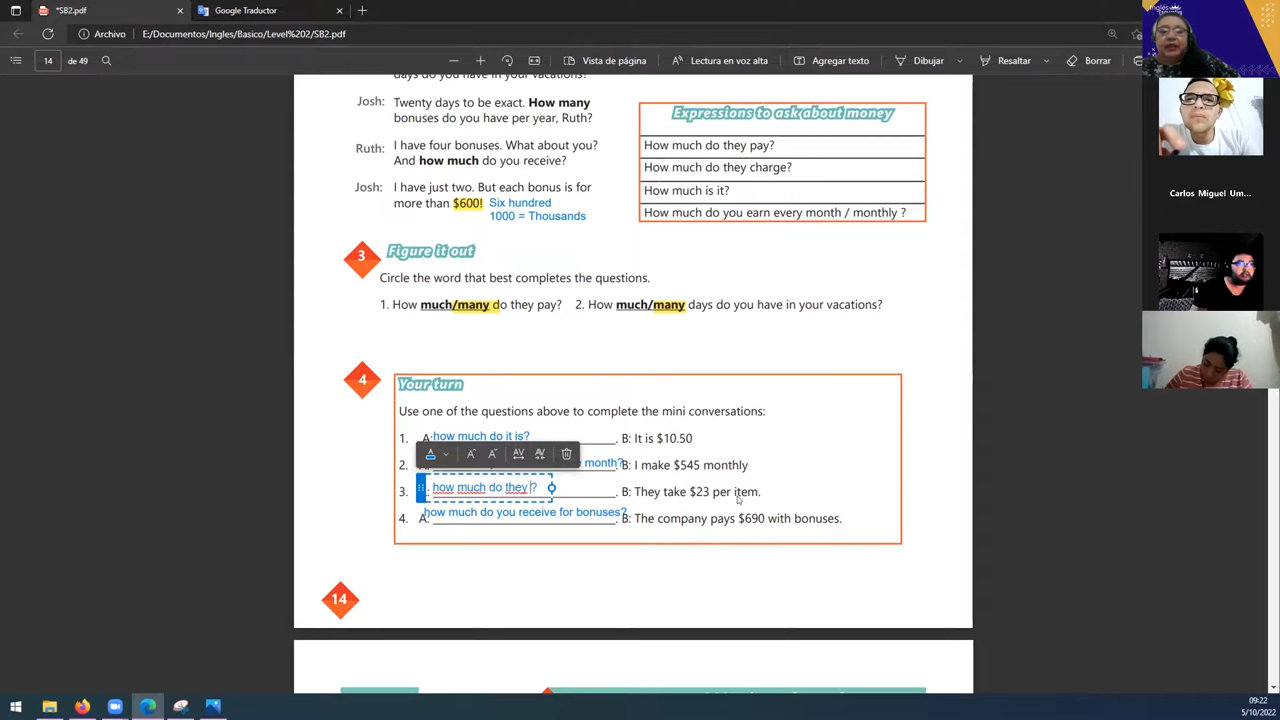 *SB2.pdf
Google Traductor
Archivo
E:/Documentos/Ingles/Basico/Level%202/SB2.pdf
14
de 49
Vista de página
Lectura en voz alta
Agregar texto
Dibujar
Resaltar
Borrar
days do you have in your vacations?
Josh: Twenty days to be exact. How many
bonuses do you have per year, Ruth?
Ruth: I have four bonuses. What about you?
And how much do you receive?
Josh: I have just two. But each bonus is for
more than $600! Six hundred
1000 = Thousands
Expressions to ask about money
How much do they pay?
How much do they charge?
How much is it?
How much do you earn every month / monthly ?
3
Figure it out
Circle the word that best completes the questions.
1. How much/many do they pay? 2. How much/many days do you have in your vacations?
4
Your turn
Use one of the questions above to complete the mini conversations:
1. A: how much do it is? . B: It is $10.50
2. month? B: I make $545 monthly
3. : how much do they ? . B: They take $23 per item.
4. A: how much do you receive for bonuses? . B: The company pays $690 with bonuses.
14
Inglés
Carlos Miguel Um...
09:22
5/10/2022